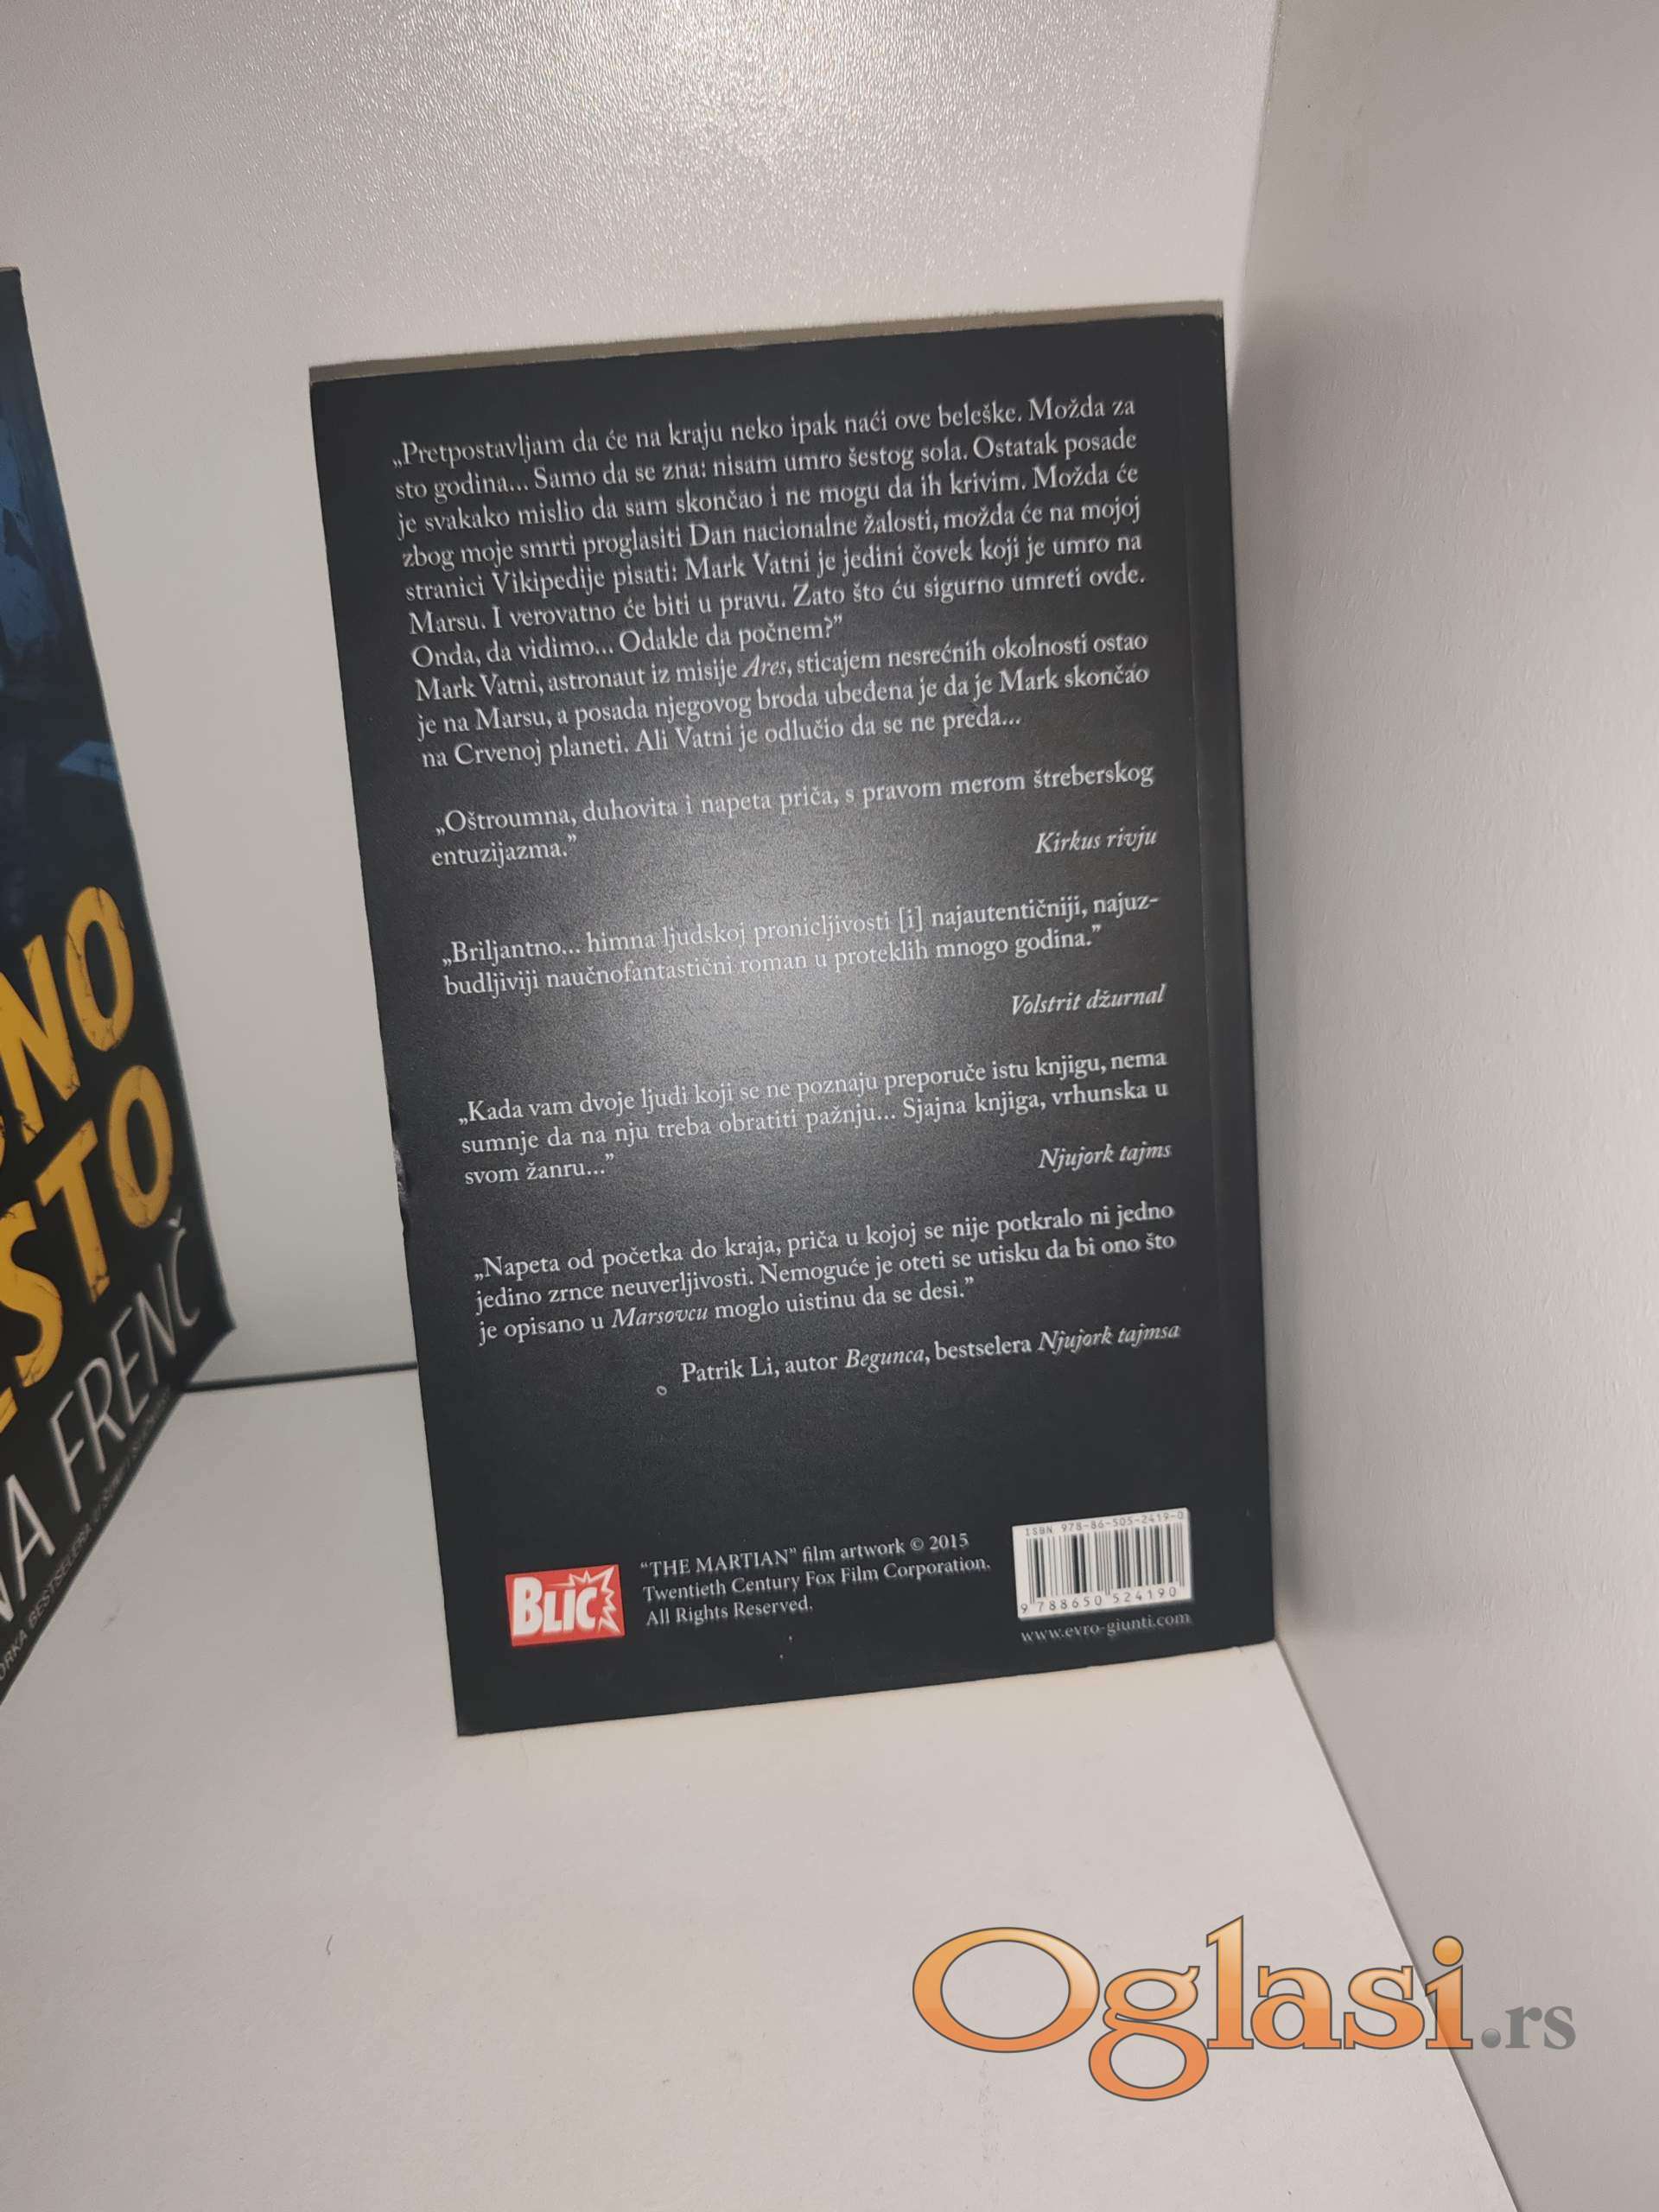 „Pretpostavljam da će na kraju neko ipak naći ove beleške. Možda za
sto godina... Samo da se zna: nisam umro šestog sola. Ostatak posade
je svakako mislio da sam skončao i ne mogu da ih krivim. Možda će
zbog moje smrti proglasiti Dan nacionalne žalosti, možda će na mojoj
stranici Vikipedije pisati: Mark Vatni je jedini čovek koji je umro na
Marsu. I verovatno će biti u pravu. Zato što ću sigurno umreti ovde.
Onda, da vidimo... Odakle da počnem?”
Mark Vatni, astronaut iz misije Ares, sticajem nesrećnih okolnosti ostao
je na Marsu, a posada njegovog broda ubeđena je da je Mark skončao
na Crvenoj planeti. Ali Vatni je odlučio da se ne preda...
„Oštroumna, duhovita i napeta priča, s pravom merom štreberskog
entuzijazma.”
Kirkus rivju
„Briljantno... himna ljudskoj pronicljivosti [i] najautentičniji, najuz-
budljiviji naučnofantastični roman u proteklih mnogo godina.”
Volstrit džurnal
„Kada vam dvoje ljudi koji se ne poznaju preporuče istu knjigu, nema
sumnje da na nju treba obratiti pažnju... Sjajna knjiga, vrhunska u
svom žanru...”
Njujork tajms
„Napeta od početka do kraja, priča u kojoj se nije potkralo ni jedno
jedino zrnce neuverljivosti. Nemoguće je oteti se utisku da bi ono što
je opisano u Marsovcu moglo uistinu da se desi.”
Patrik Li, autor Begunca, bestselera Njujork tajmsa
BLIC
“THE MARTIAN” film artwork © 2015
Twentieth Century Fox Film Corporation.
All Rights Reserved.
ISBN 978-86-505-2419-0
9 788650 524190
www.evro-giunti.com
NO
STO
NA FRENČ
BESTSELERA
Oglasi.rs